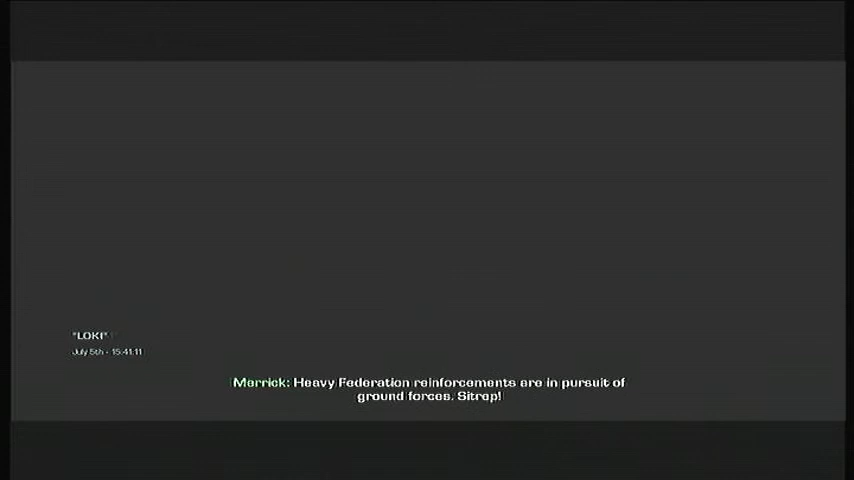 "LOKI"
July 5th - 15:41:11
Merrick: Heavy Federation reinforcements are in pursuit of
ground forces. Sitrep!